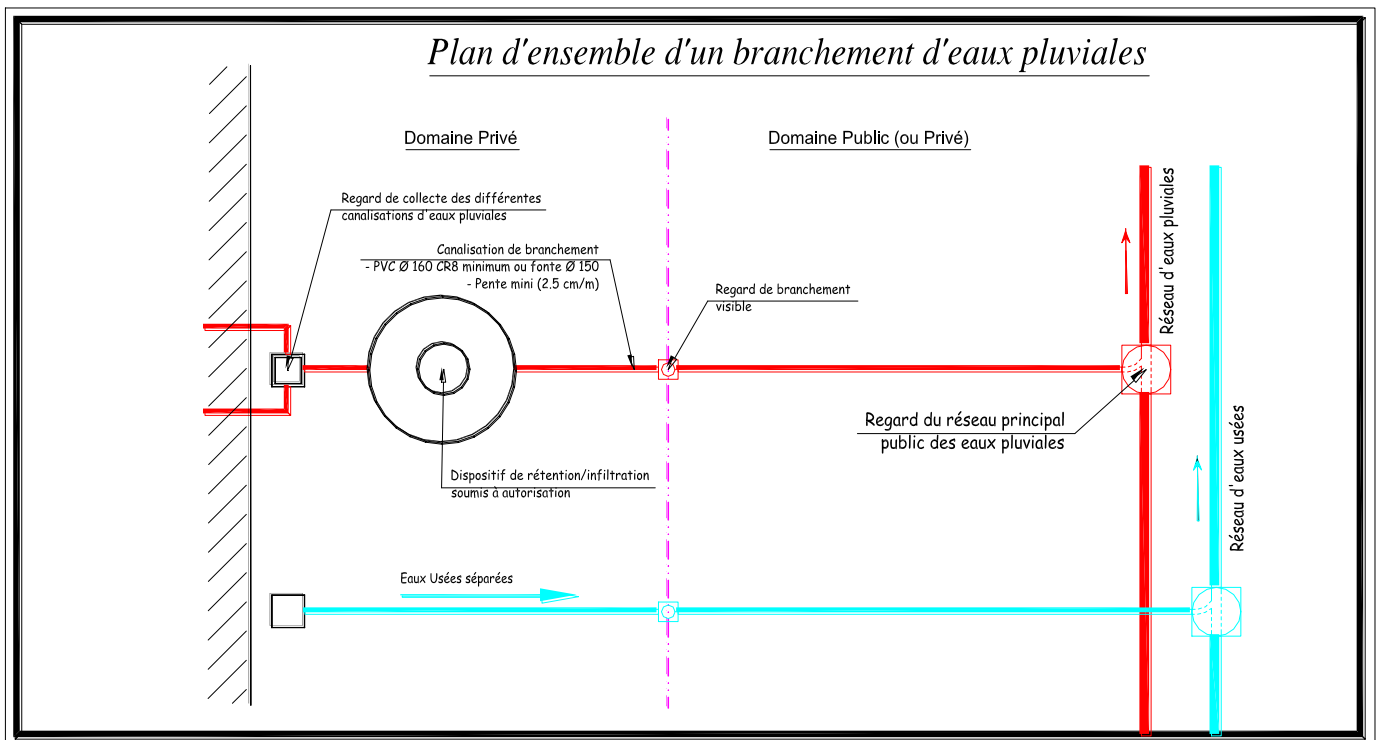 Plan d'ensemble d'un branchement d'eaux pluviales
Domaine Privé
Domaine Public (ou Privé)
Regard de collecte des différentes
canalisations d'eaux pluviales
Canalisation de branchement
- PVC Ø 160 CR8 minimum ou fonte Ø 150
- Pente mini (2.5 cm/m)
Regard de branchement
visible
Réseau d'eaux pluviales
Regard du réseau principal
public des eaux pluviales
Dispositif de rétention/infiltration
soumis à autorisation
Réseau d'eaux usées
Eaux Usées séparées